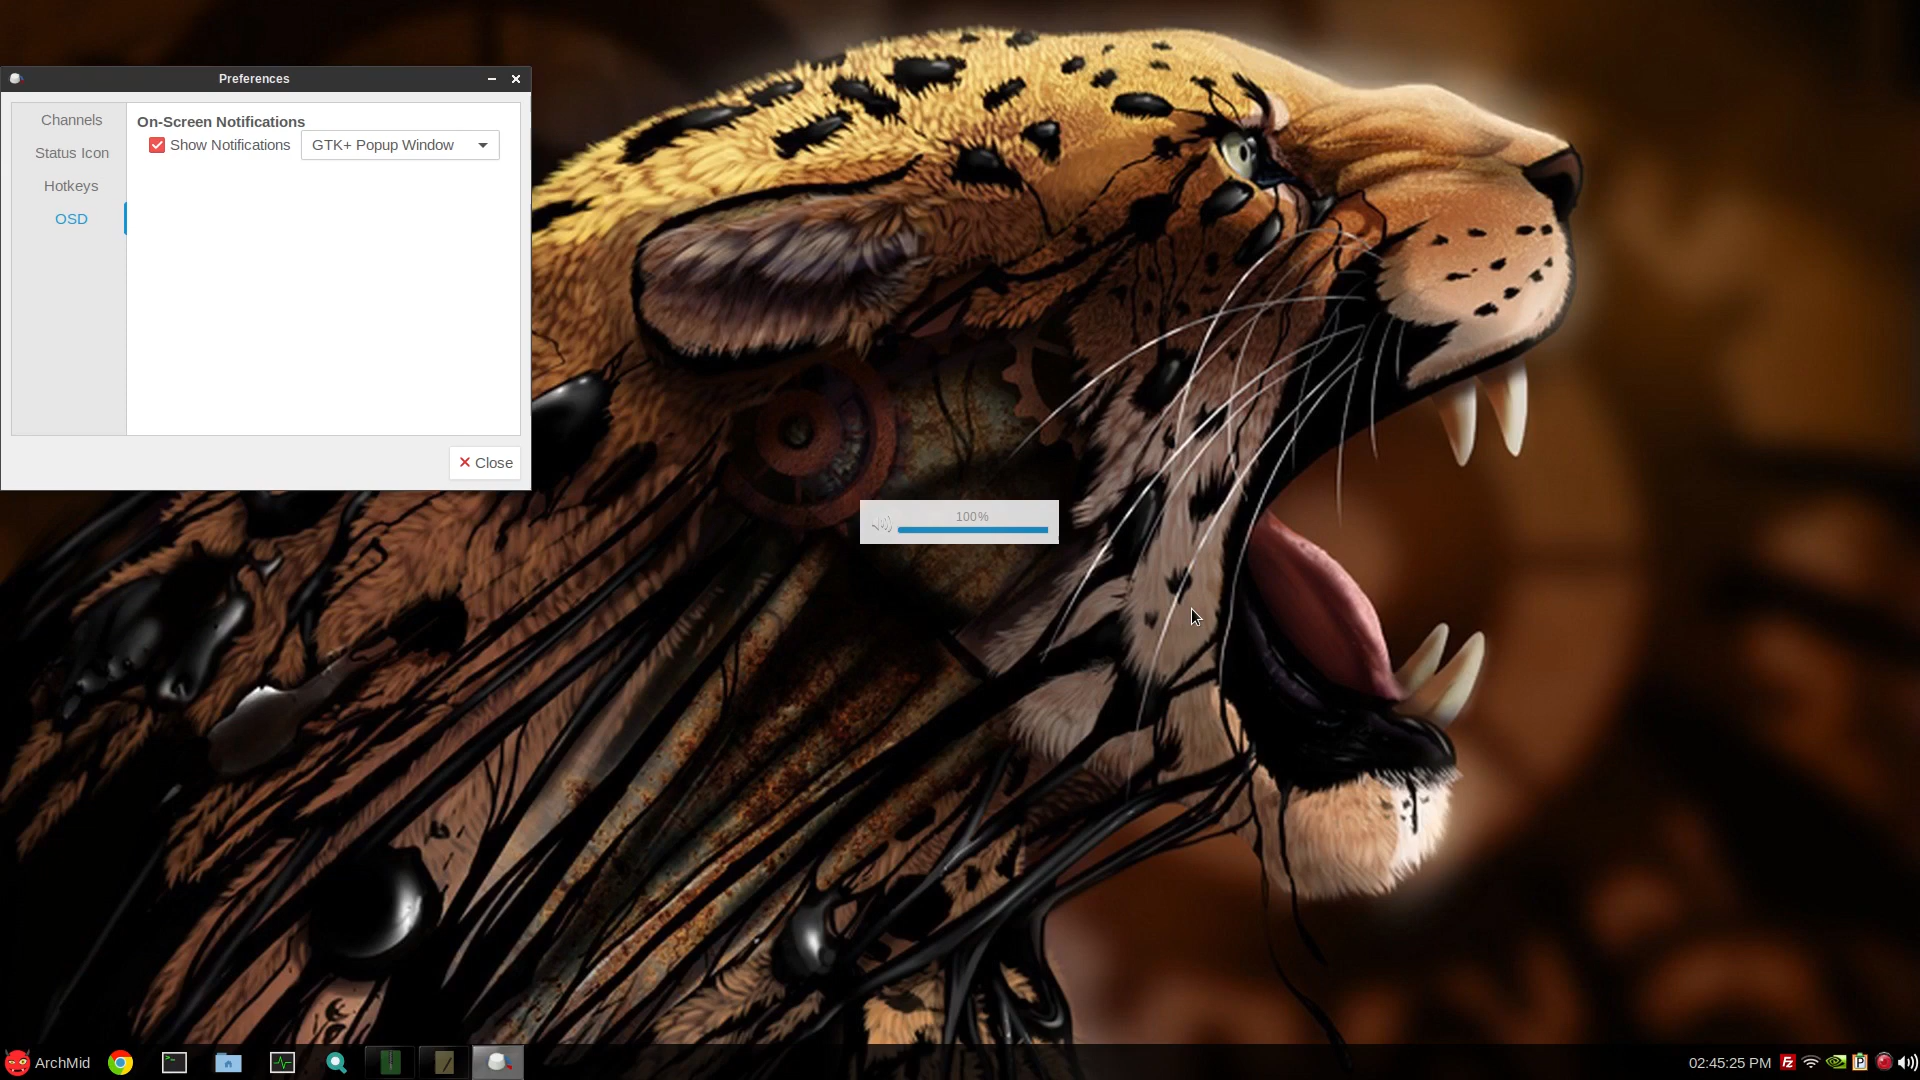 Preferences
Channels
Status Icon
Hotkeys
OSD
On-Screen Notifications
Show Notifications
GTK+ Popup Window
Close
100%
ArchMid
02:45:25 PM
Fz
P